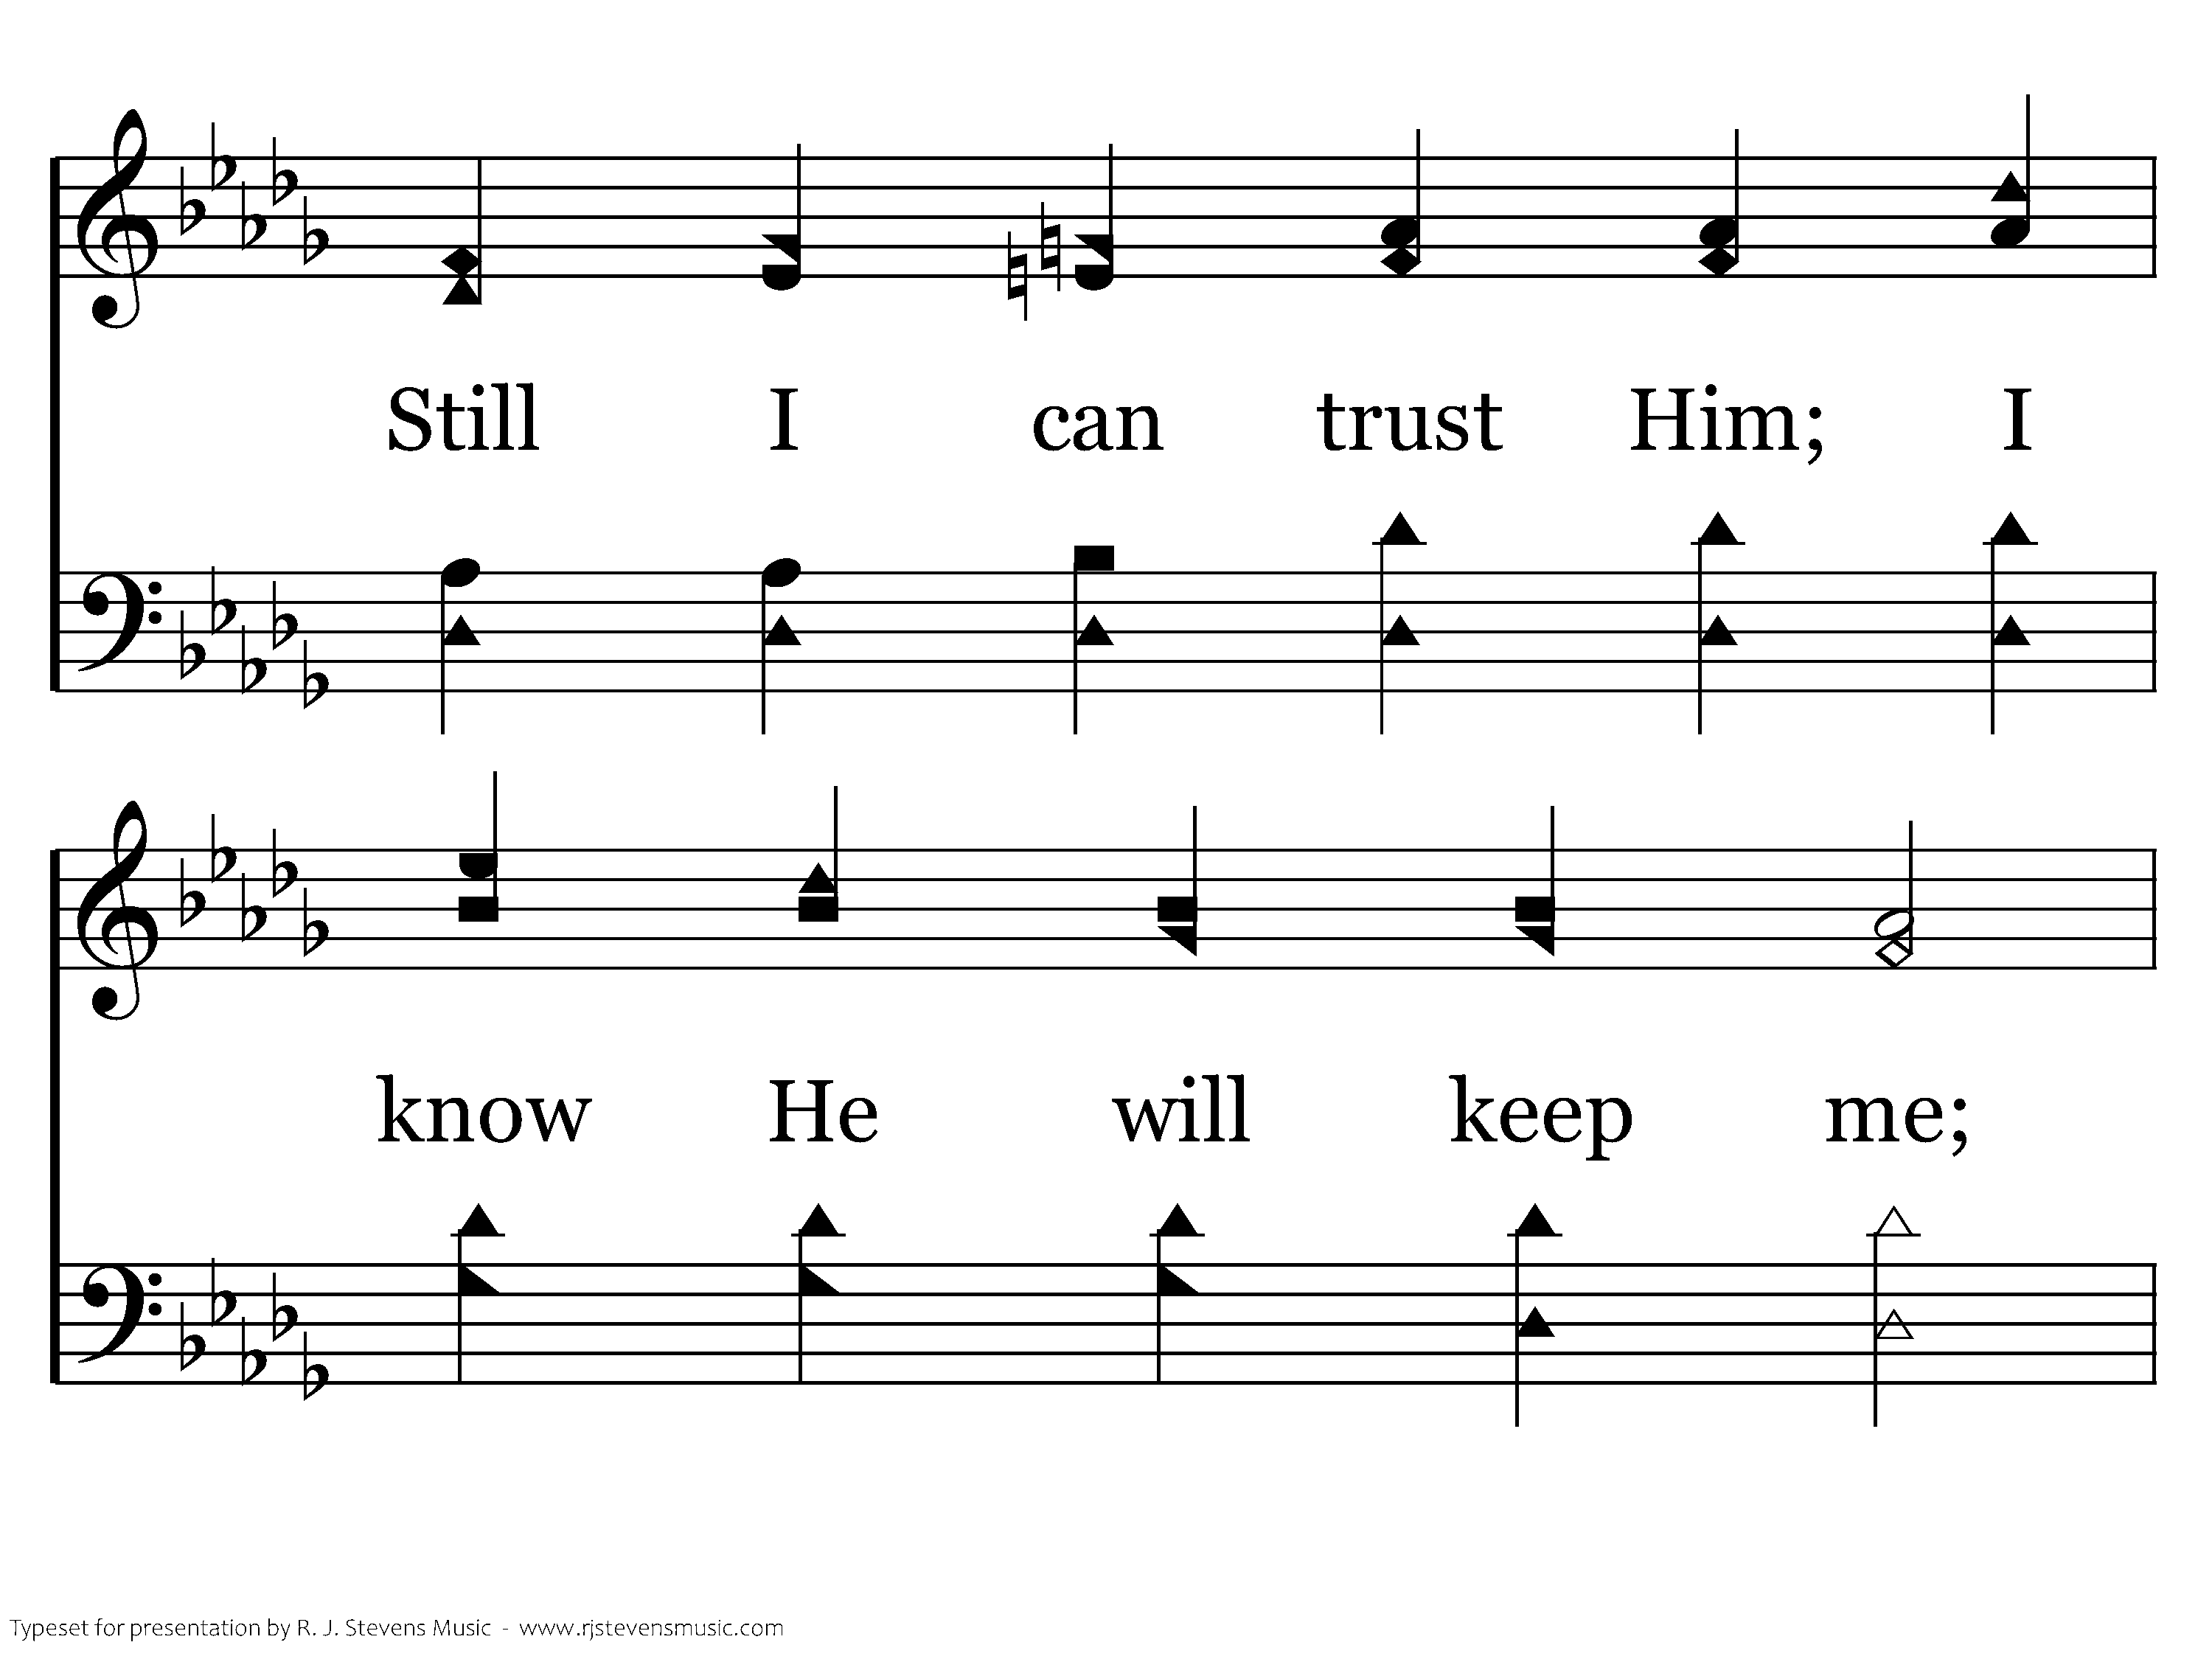 Still I can trust Him; I
know He will keep me;
Typeset for presentation by R. J. Stevens Music - www.rjstevensmusic.com